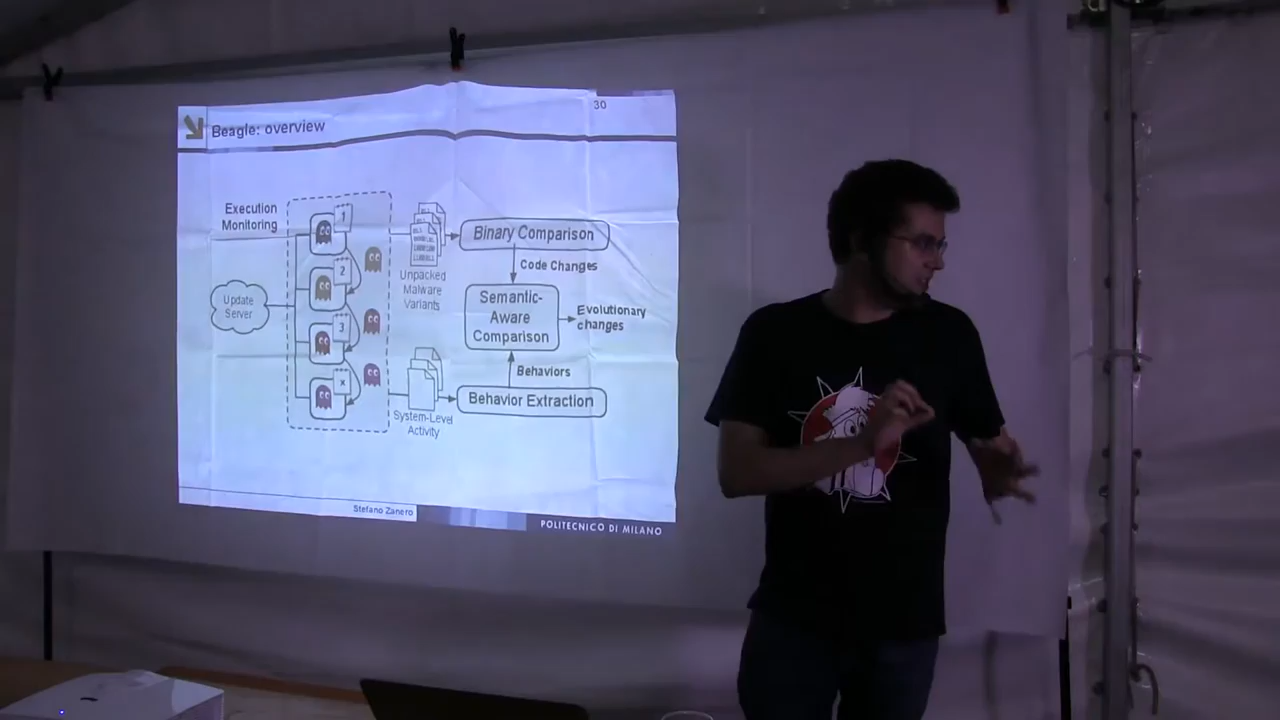 30
Beagle: overview
Execution
Monitoring
1
2
3
x
Update
Server
Unpacked
Malware
Variants
System-Level
Activity
Binary Comparison
Code Changes
Semantic-
Aware
Comparison
Evolutionary
changes
Behaviors
Behavior Extraction
Stefano Zanero
POLITECNICO DI MILANO